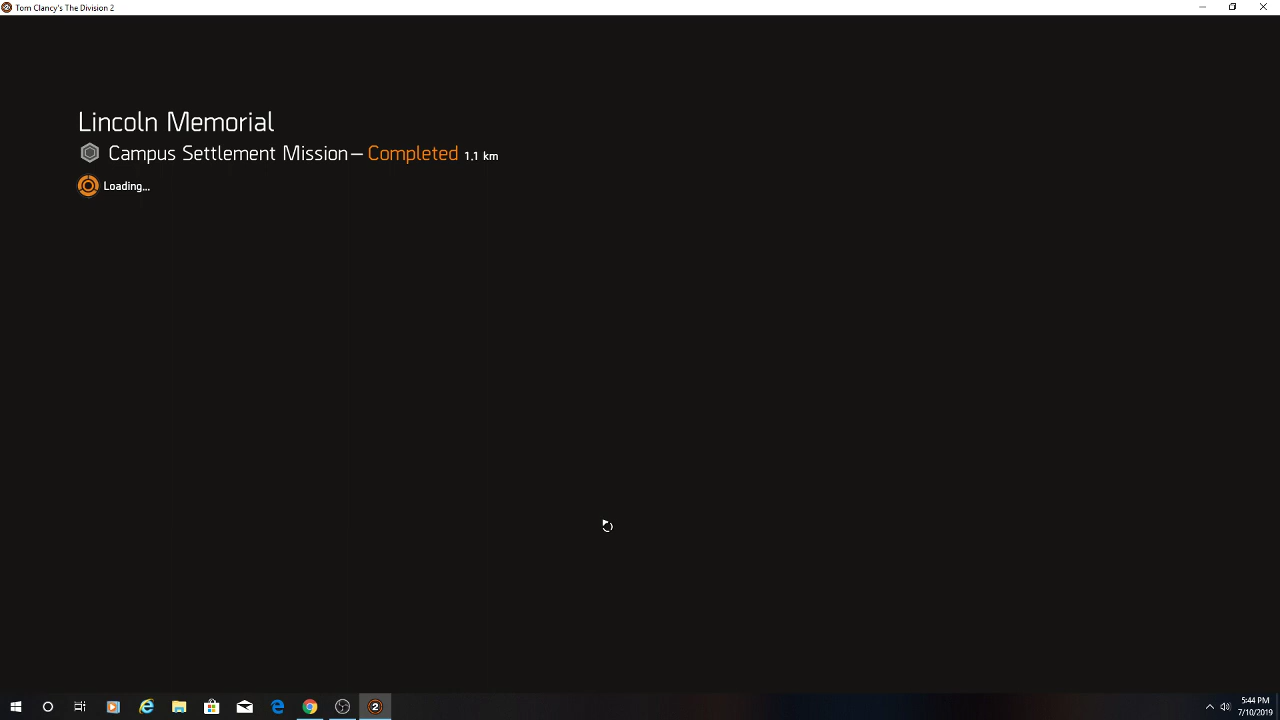 Tom Clancy's The Division 2
Lincoln Memorial
Campus Settlement Mission — Completed 1.1 km
Loading...
2
5:44 PM
7/10/2019